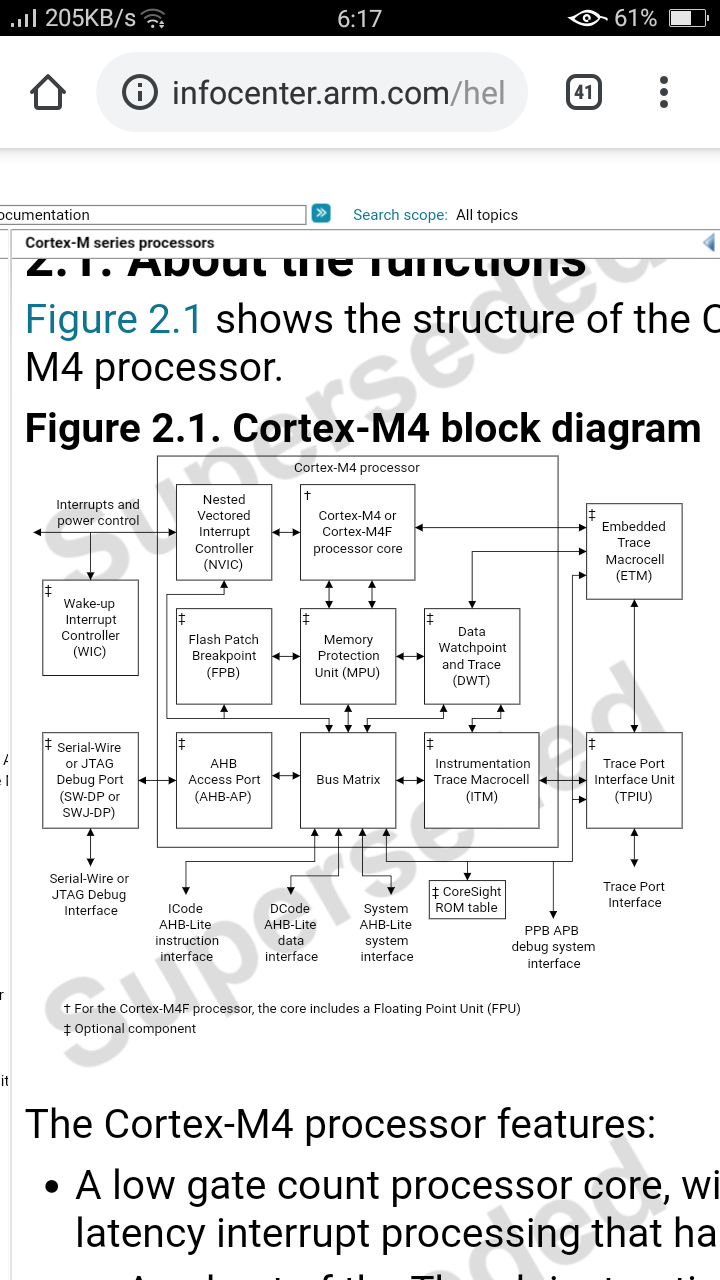 205KB/s
6:17
61%
infocenter.arm.com/hel
41
ocumentation
Search scope: All topics
Cortex-M series processors
2.1. About the functions
Figure 2.1 shows the structure of the C
M4 processor.
Figure 2.1. Cortex-M4 block diagram
Cortex-M4 processor
Interrupts and
power control
Nested
Vectored
Interrupt
Controller
(NVIC)
†
Cortex-M4 or
Cortex-M4F
processor core
‡
Embedded
Trace
Macrocell
(ETM)
‡
Wake-up
Interrupt
Controller
(WIC)
‡
Flash Patch
Breakpoint
(FPB)
‡
Memory
Protection
Unit (MPU)
‡
Data
Watchpoint
and Trace
(DWT)
‡ Serial-Wire
or JTAG
Debug Port
(SW-DP or
SWJ-DP)
‡
AHB
Access Port
(AHB-AP)
Bus Matrix
‡
Instrumentation
Trace Macrocell
(ITM)
‡
Trace Port
Interface Unit
(TPIU)
Serial-Wire or
JTAG Debug
Interface
ICode
AHB-Lite
instruction
interface
DCode
AHB-Lite
data
interface
System
AHB-Lite
system
interface
‡ CoreSight
ROM table
PPB APB
debug system
interface
Trace Port
Interface
† For the Cortex-M4F processor, the core includes a Floating Point Unit (FPU)
‡ Optional component
The Cortex-M4 processor features:
• A low gate count processor core, wi
latency interrupt processing that ha
Superseded
Superseded